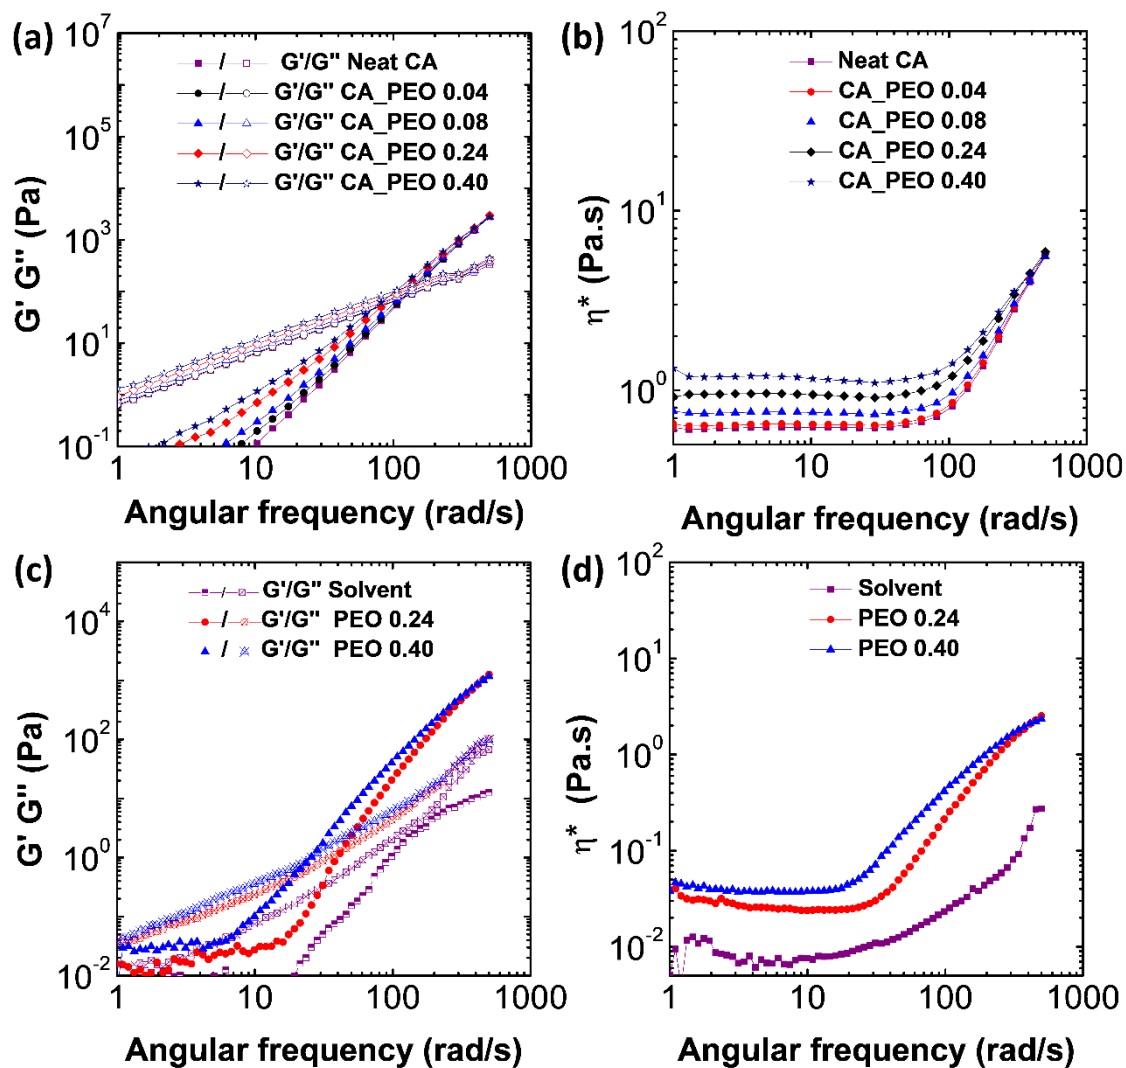 (a)
10^7
10^5
10^3
10^1
10^-1
G' G'' (Pa)
/ G'/G'' Neat CA
/ G'/G'' CA_PEO 0.04
/ G'/G'' CA_PEO 0.08
/ G'/G'' CA_PEO 0.24
/ G'/G'' CA_PEO 0.40
1 10 100 1000
Angular frequency (rad/s)
(b)
10^2
10^1
10^0
η* (Pa.s)
Neat CA
CA_PEO 0.04
CA_PEO 0.08
CA_PEO 0.24
CA_PEO 0.40
1 10 100 1000
Angular frequency (rad/s)
(c)
10^4
10^2
10^0
10^-2
G' G'' (Pa)
/ G'/G'' Solvent
/ G'/G'' PEO 0.24
/ G'/G'' PEO 0.40
1 10 100 1000
Angular frequency (rad/s)
(d)
10^2
10^1
10^0
10^-1
10^-2
η* (Pa.s)
Solvent
PEO 0.24
PEO 0.40
1 10 100 1000
Angular frequency (rad/s)